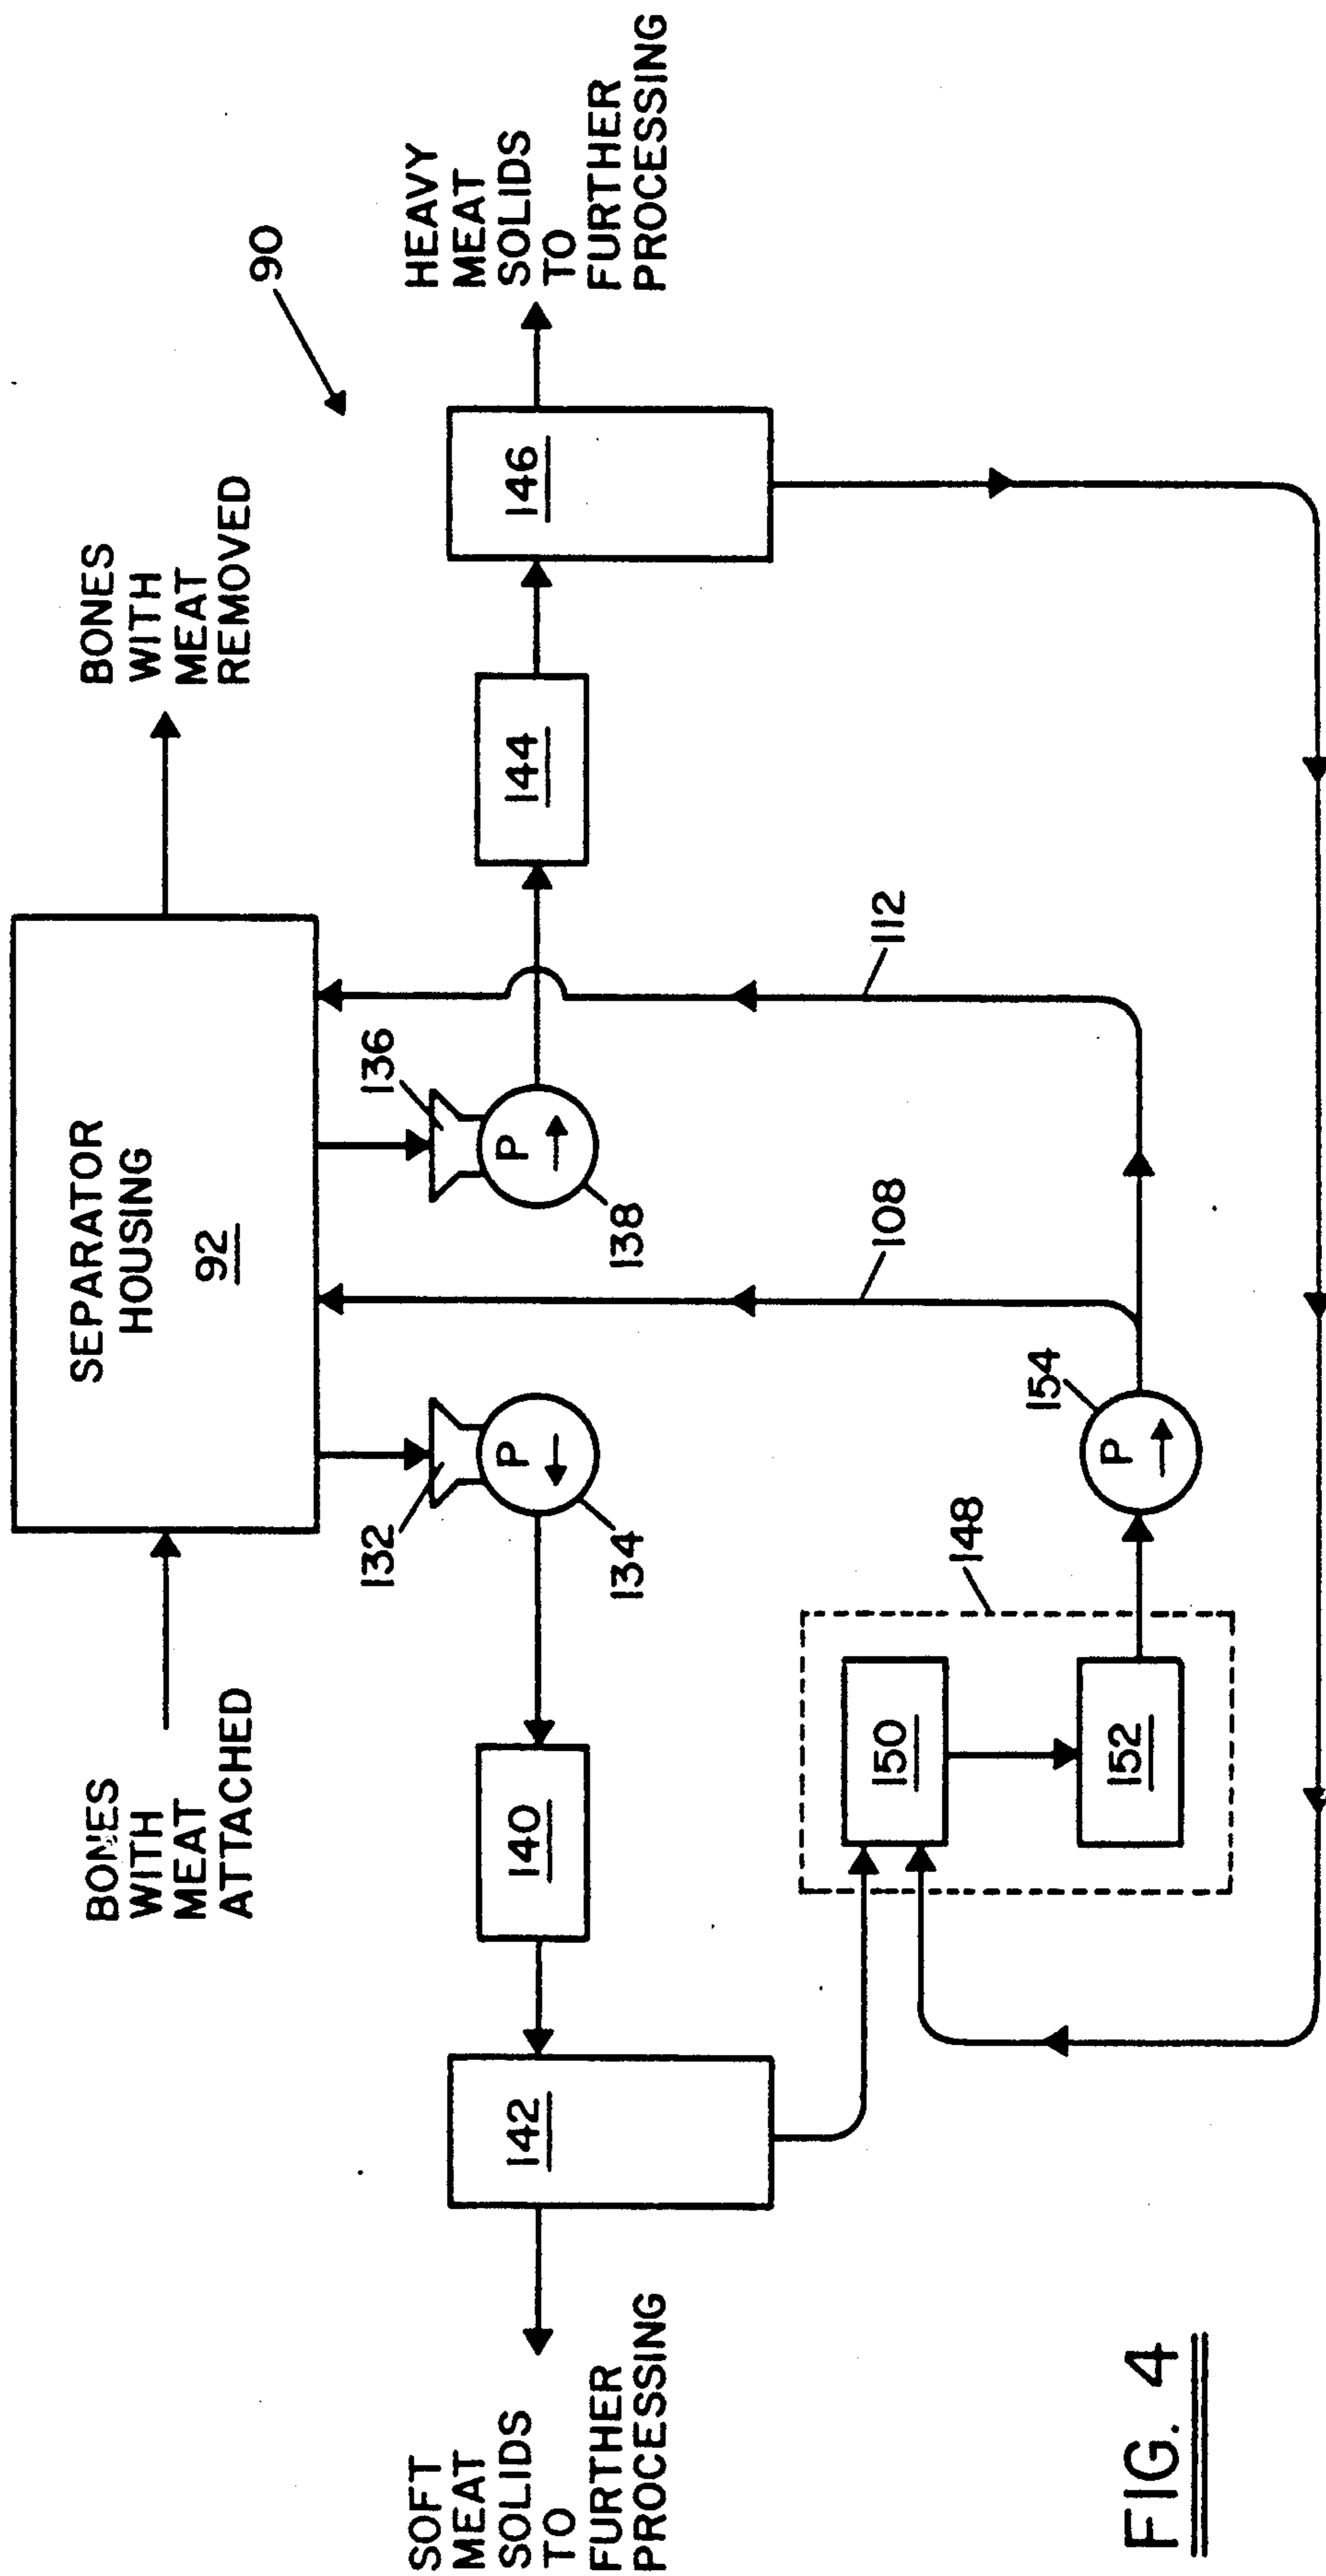 90
BONES
WITH
MEAT
ATTACHED
SEPARATOR
HOUSING
92
BONES
WITH
MEAT
REMOVED
SOFT
MEAT
SOLIDS
TO
FURTHER
PROCESSING
142
140
132
P
134
136
P
138
144
146
HEAVY
MEAT
SOLIDS
TO
FURTHER
PROCESSING
108
112
148
150
152
P
154
FIG. 4